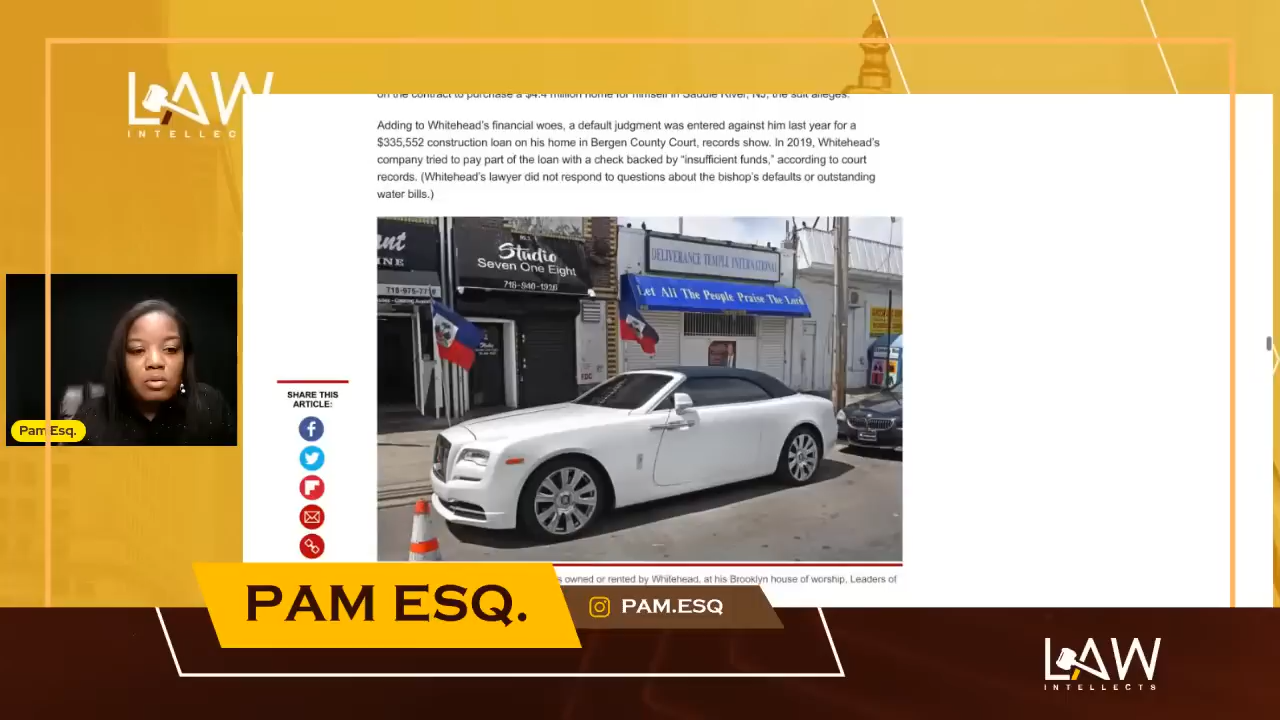 LAW
INTELLEC
on the contract to purchase a $4.4 million home for himself in Saddle River, NJ, the suit alleges.
Adding to Whitehead's financial woes, a default judgment was entered against him last year for a
$335,552 construction loan on his home in Bergen County Court, records show. In 2019, Whitehead's
company tried to pay part of the loan with a check backed by "insufficient funds," according to court
records. (Whitehead's lawyer did not respond to questions about the bishop's defaults or outstanding
water bills.)
Studio
Seven One Eight
718-940-1926
DELIVERANCE TEMPLE INTERNATIONAL
Let All The People Praise The Lord
SHARE THIS
ARTICLE:
Pam Esq.
s owned or rented by Whitehead, at his Brooklyn house of worship, Leaders of
PAM ESQ.
PAM.ESQ
LAW
INTELLECTS